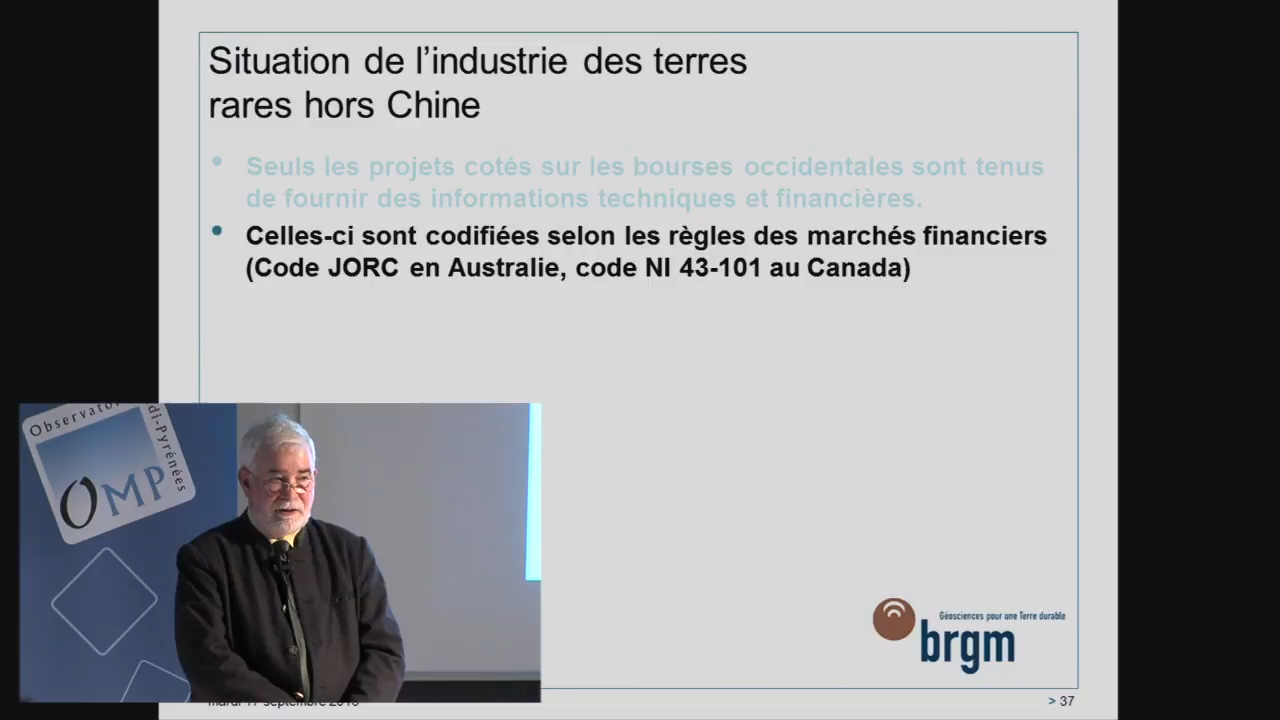 Situation de l’industrie des terres
rares hors Chine
• Seuls les projets cotés sur les bourses occidentales sont tenus
de fournir des informations techniques et financières.
• Celles-ci sont codifiées selon les règles des marchés financiers
(Code JORC en Australie, code NI 43-101 au Canada)
di-Pyrénées
OMP
Géosciences pour une Terre durable
brgm
> 37